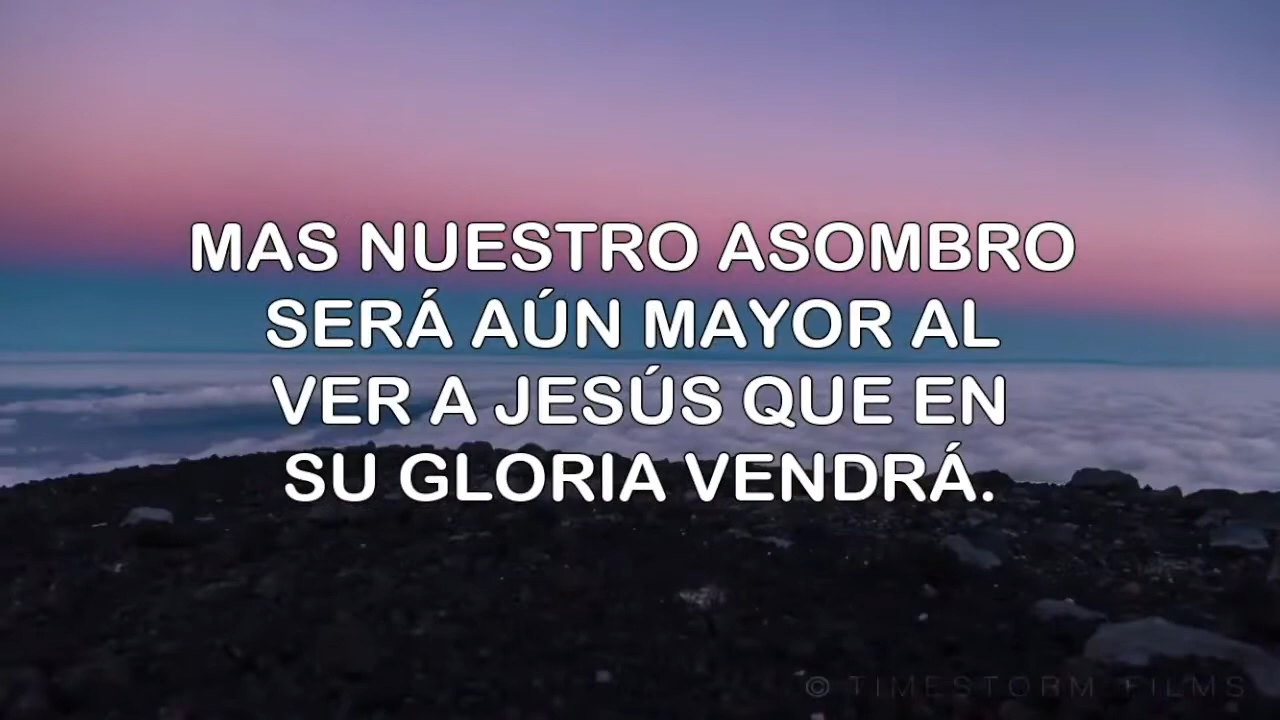 MAS NUESTRO ASOMBRO
SERÁ AÚN MAYOR AL
VER A JESÚS QUE EN
SU GLORIA VENDRÁ.
© TIMESTORM FILMS